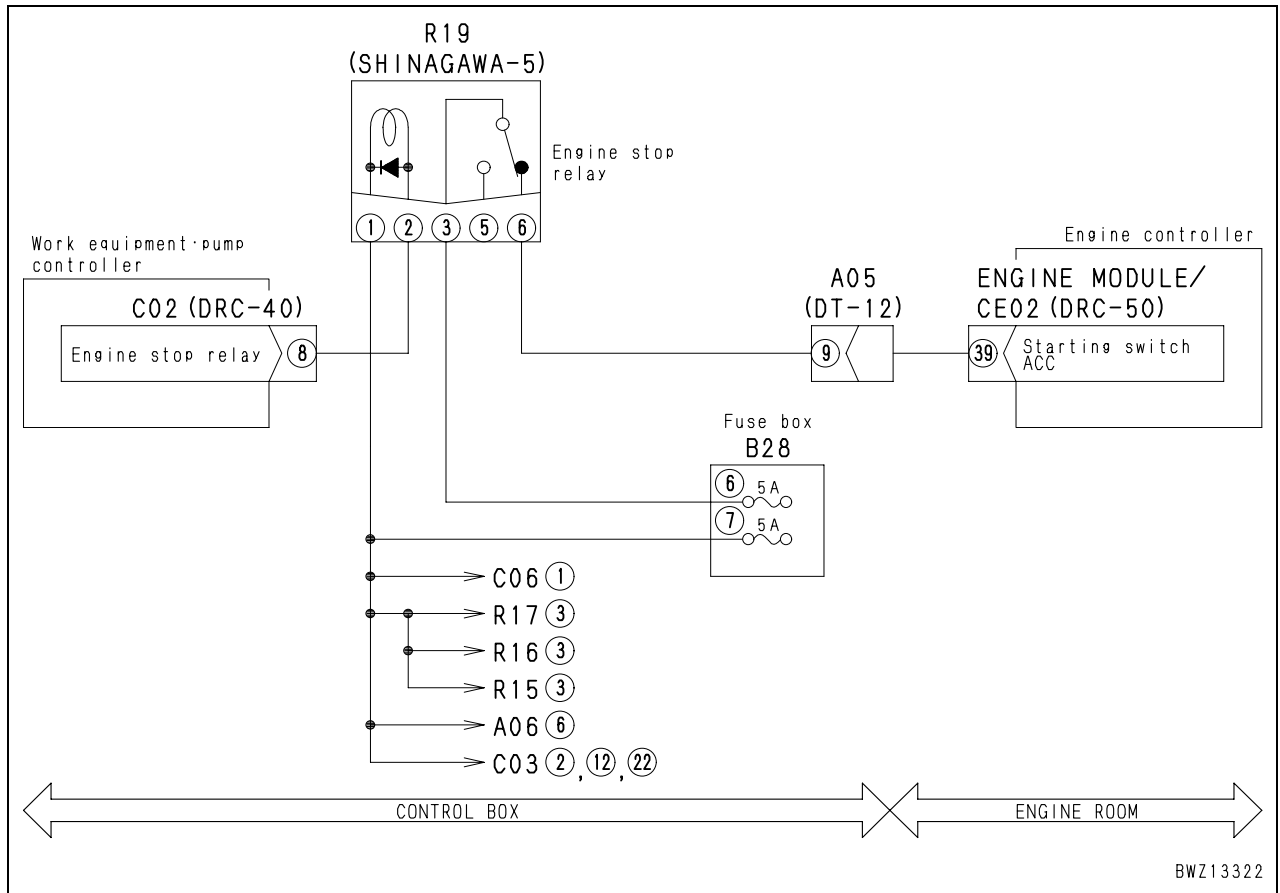 R19
(SHINAGAWA-5)
Engine stop
relay
1 2 3 5 6
Work equipment·pump
controller
C02 (DRC-40)
Engine stop relay 8
Engine controller
A05
(DT-12)
9
ENGINE MODULE/
CE02 (DRC-50)
39 Starting switch
ACC
Fuse box
B28
6 5A
7 5A
C06 1
R17 3
R16 3
R15 3
A06 6
C03 2, 12, 22
CONTROL BOX
ENGINE ROOM
BWZ13322